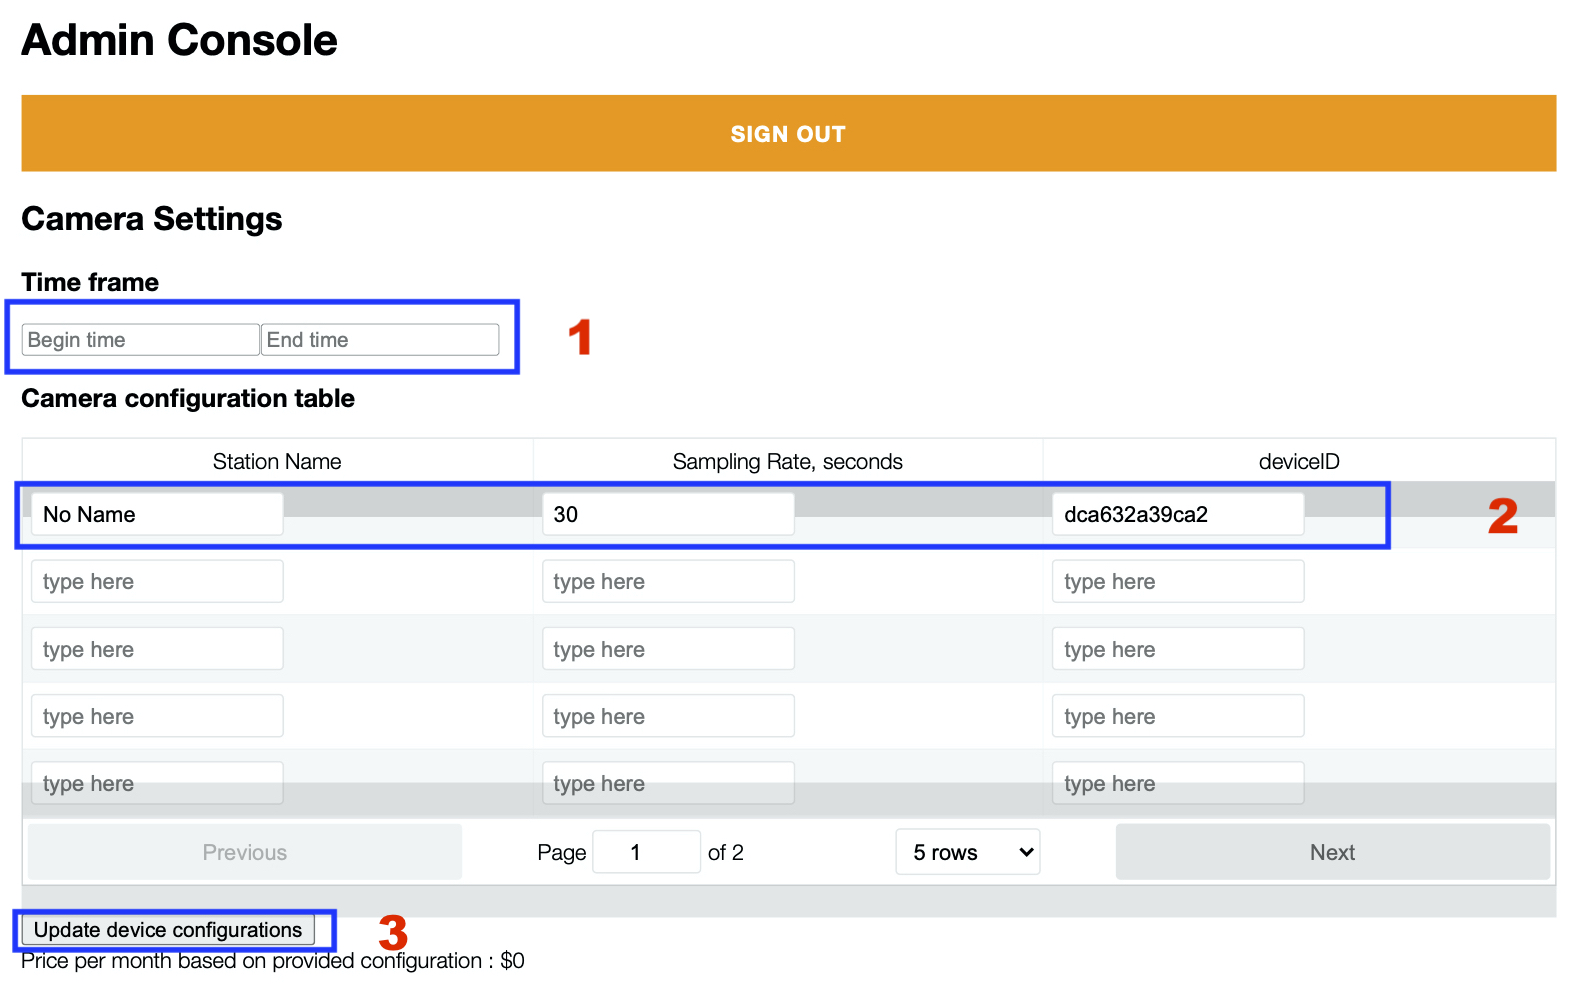 Admin Console
SIGN OUT
Camera Settings
Time frame
Begin time End time 1
Camera configuration table
Station Name Sampling Rate, seconds deviceID
No Name 30 dca632a39ca2 2
type here type here type here
type here type here type here
type here type here type here
type here type here type here
Previous Page 1 of 2 5 rows Next
Update device configurations 3
Price per month based on provided configuration : $0